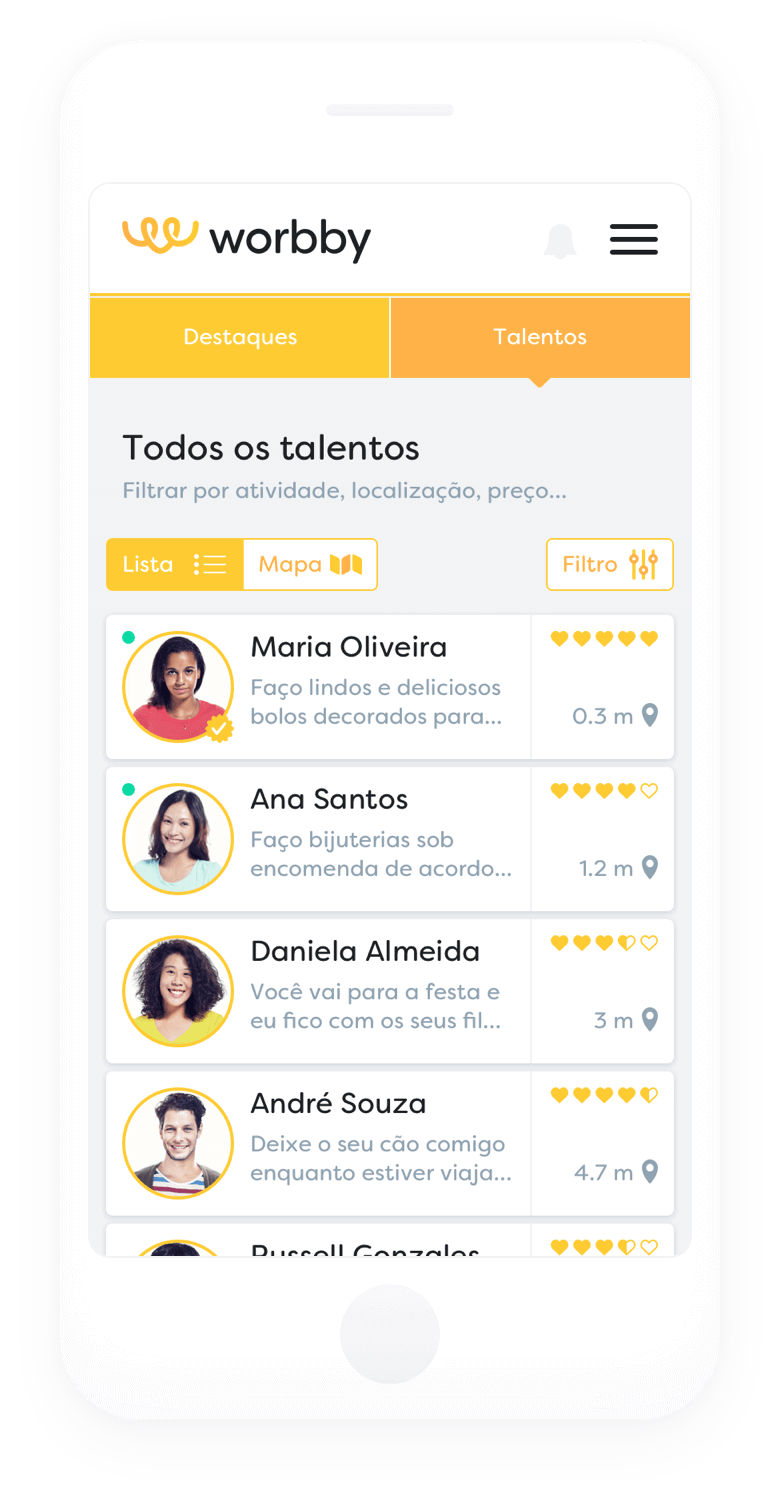 worbby
Destaques
Talentos
Todos os talentos
Filtrar por atividade, localização, preço...
Lista
Mapa
Filtro
Maria Oliveira
Faço lindos e deliciosos
bolos decorados para...
0.3 m
Ana Santos
Faço bijuterias sob
encomenda de acordo...
1.2 m
Daniela Almeida
Você vai para a festa e
eu fico com os seus fil...
3 m
André Souza
Deixe o seu cão comigo
enquanto estiver viaja...
4.7 m
Russell Gonzales